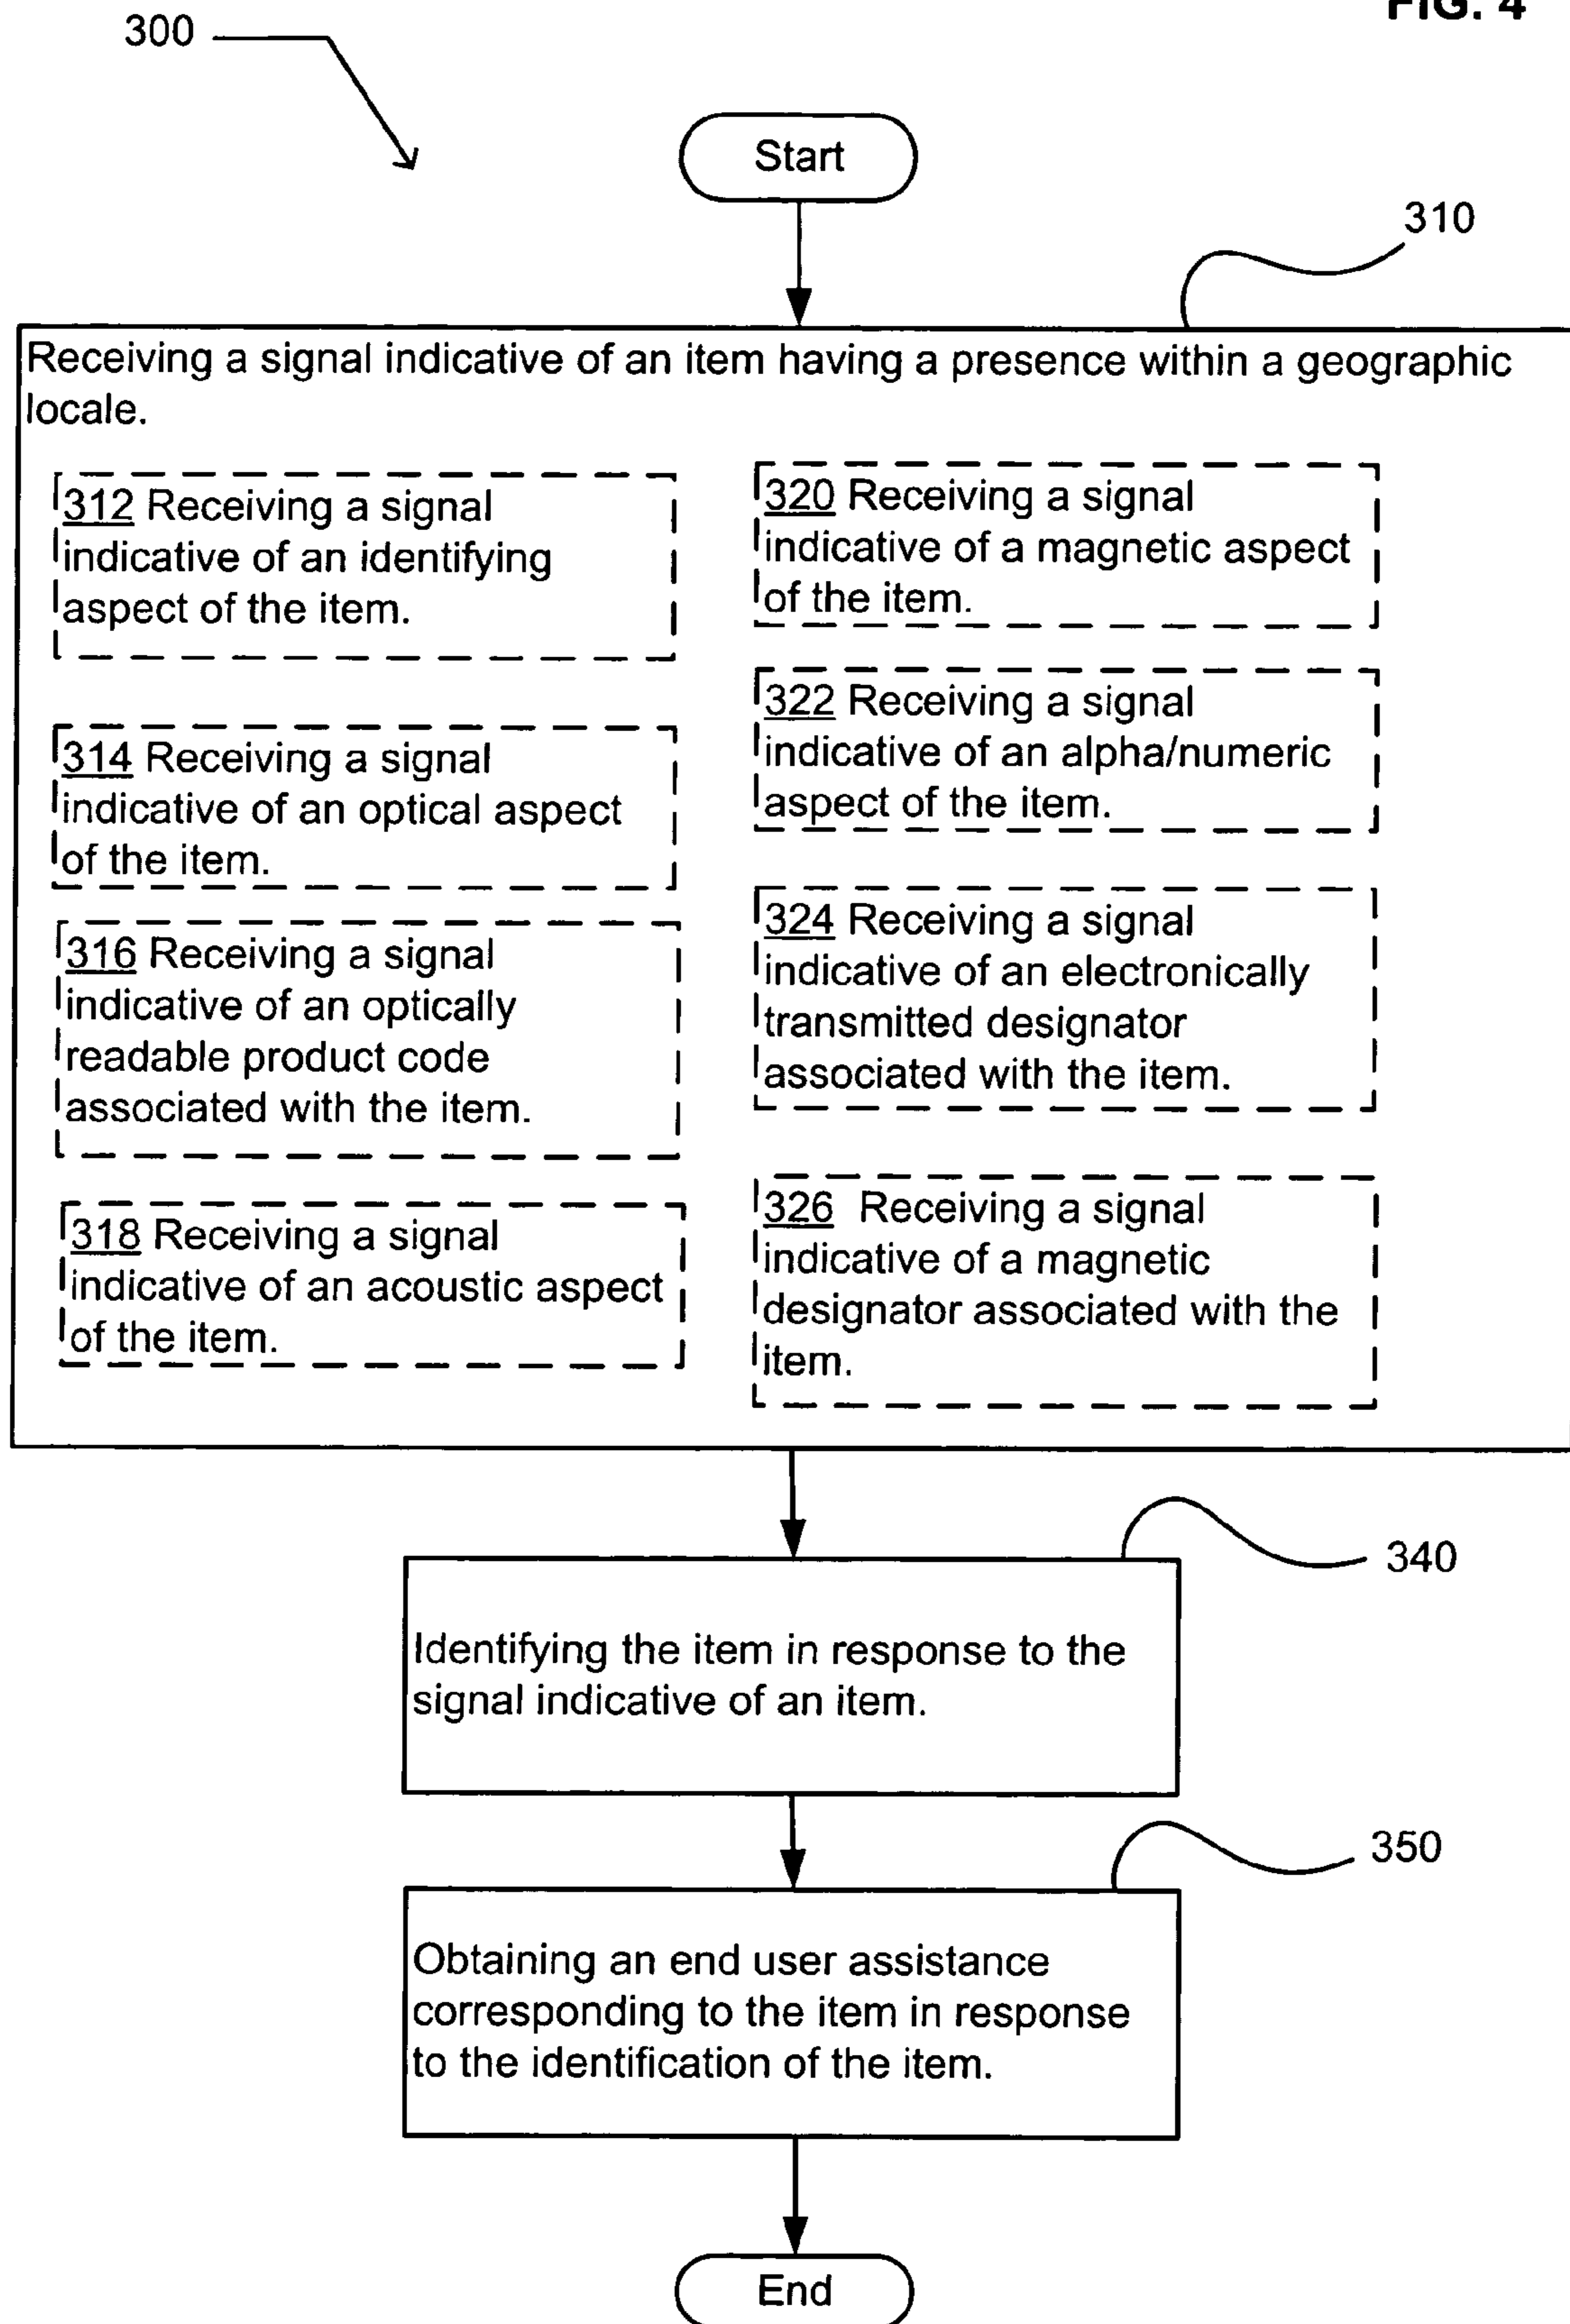 FIG. 4
300
Start
310
Receiving a signal indicative of an item having a presence within a geographic
locale.
312 Receiving a signal
indicative of an identifying
aspect of the item.
314 Receiving a signal
indicative of an optical aspect
of the item.
316 Receiving a signal
indicative of an optically
readable product code
associated with the item.
318 Receiving a signal
indicative of an acoustic aspect
of the item.
320 Receiving a signal
indicative of a magnetic aspect
of the item.
322 Receiving a signal
indicative of an alpha/numeric
aspect of the item.
324 Receiving a signal
indicative of an electronically
transmitted designator
associated with the item.
326 Receiving a signal
indicative of a magnetic
designator associated with the
item.
340
Identifying the item in response to the
signal indicative of an item.
350
Obtaining an end user assistance
corresponding to the item in response
to the identification of the item.
End